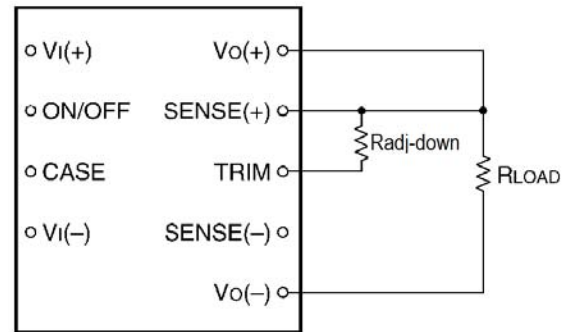 VI(+) VO(+)
ON/OFF SENSE(+)
Radj-down
CASE TRIM
RLOAD
VI(–) SENSE(–)
VO(–)